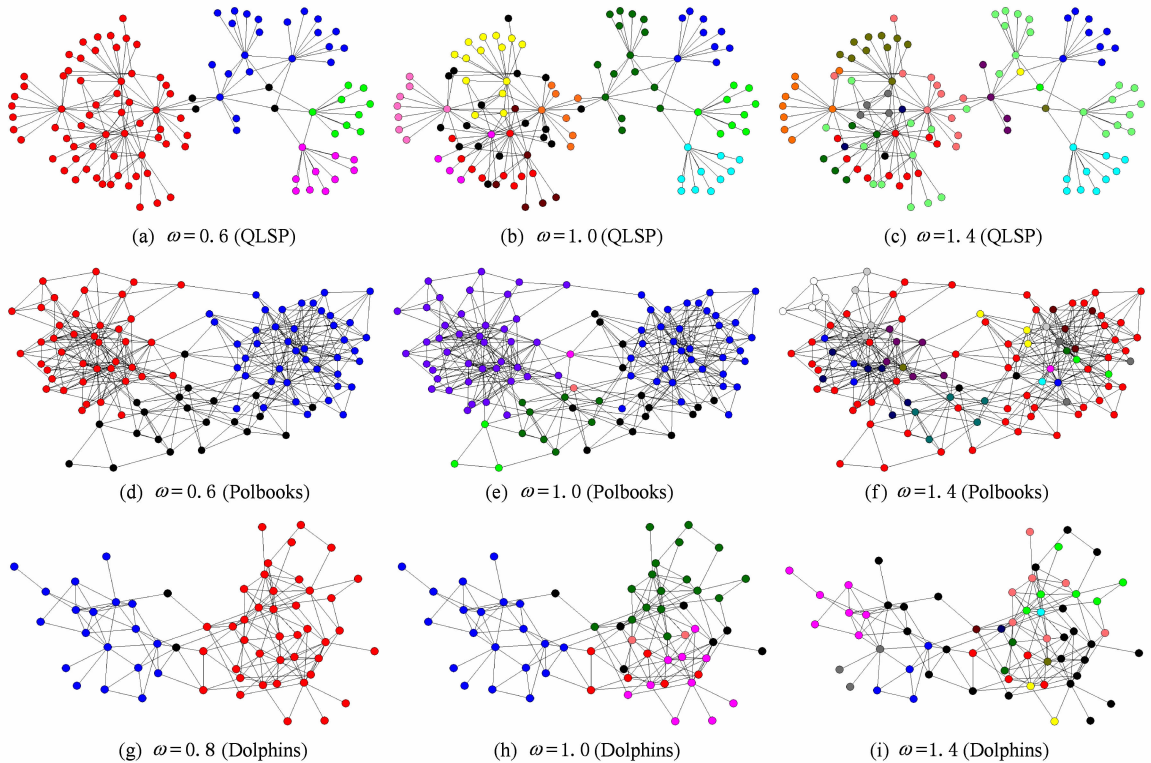 (a) ω=0.6 (QLSP)
(b) ω=1.0 (QLSP)
(c) ω=1.4 (QLSP)
(d) ω=0.6 (Polbooks)
(e) ω=1.0 (Polbooks)
(f) ω=1.4 (Polbooks)
(g) ω=0.8 (Dolphins)
(h) ω=1.0 (Dolphins)
(i) ω=1.4 (Dolphins)